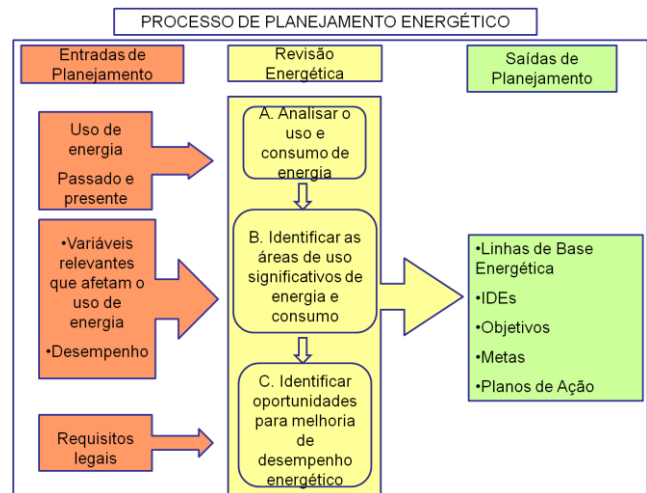 PROCESSO DE PLANEJAMENTO ENERGÉTICO
Entradas de
Planejamento
Revisão
Energética
Saídas de
Planejamento
Uso de
energia
Passado e
presente
•Variáveis
relevantes
que afetam o
uso de
energia
•Desempenho
Requisitos
legais
A. Analisar o
uso e
consumo de
energia
B. Identificar as
áreas de uso
significativos de
energia e
consumo
C. Identificar
oportunidades
para melhoria
de
desempenho
energético
•Linhas de Base
Energética
•IDEs
•Objetivos
•Metas
•Planos de Ação